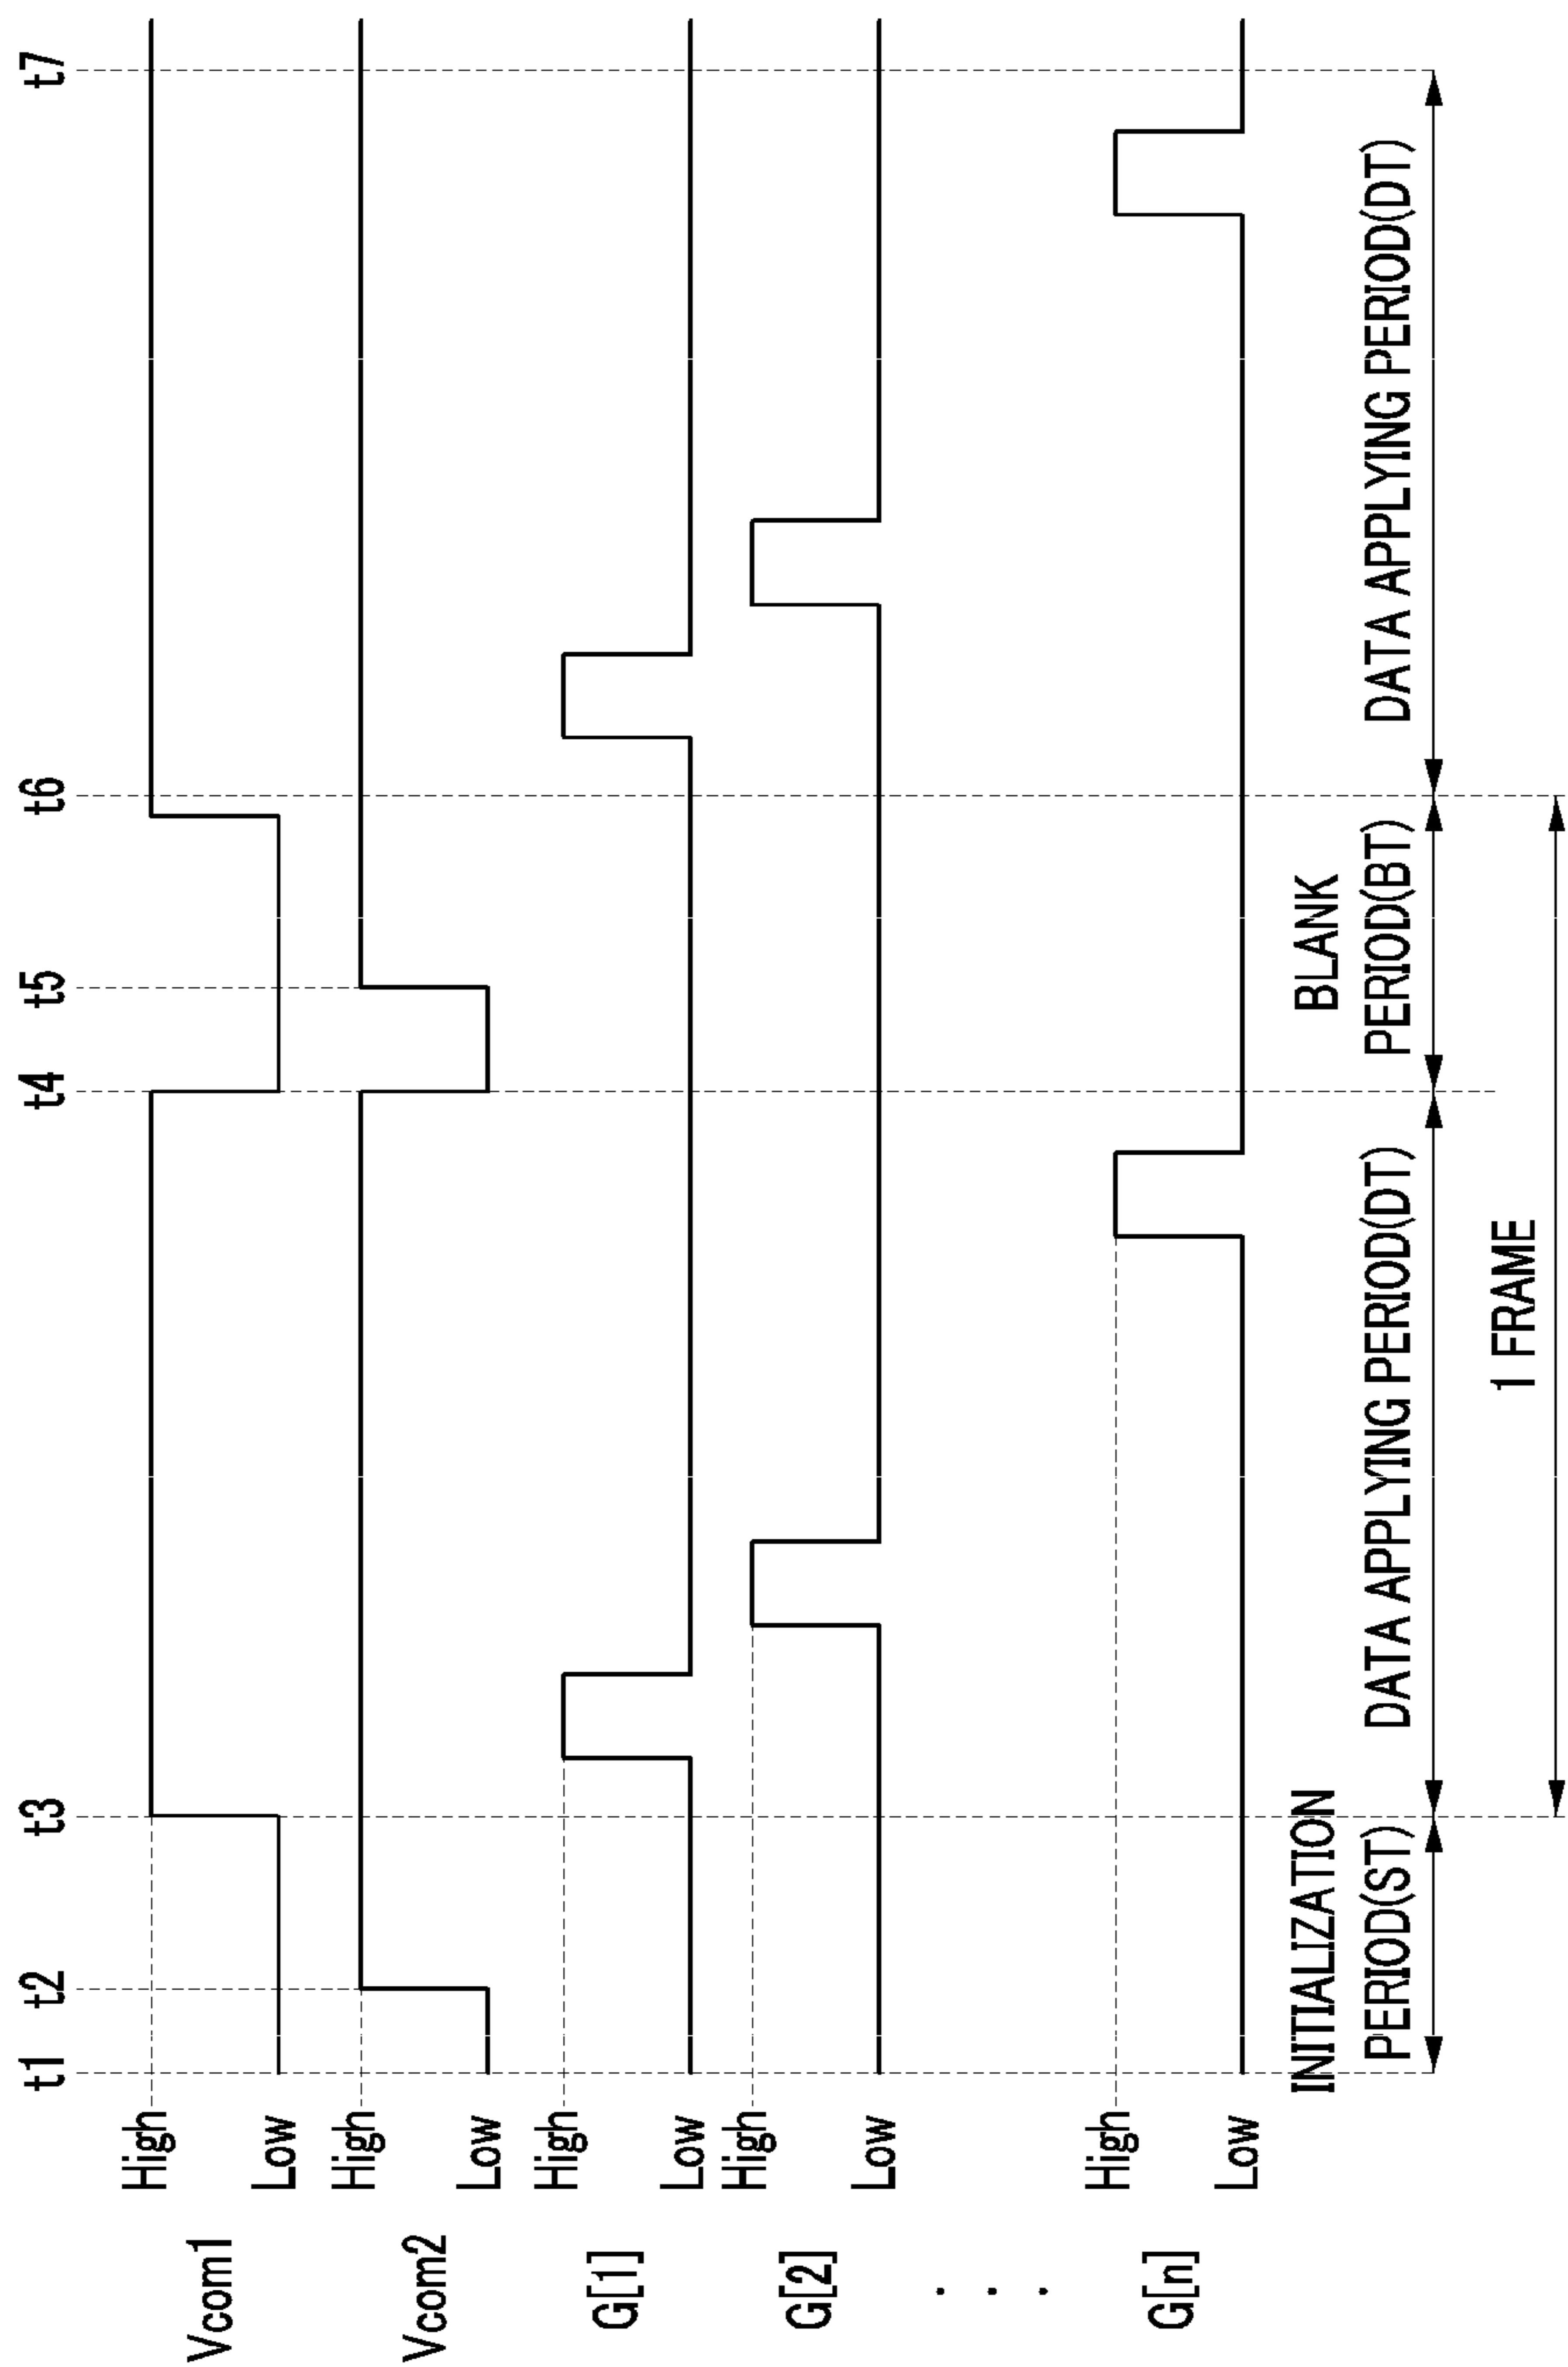 t1 t2 t3 t4 t5 t6 t7
High
Vcom1
Low
High
Vcom2
Low
High
G[1]
Low
High
G[2]
Low
. . .
High
G[n]
Low
INITIALIZATION
PERIOD(ST)
DATA APPLYING PERIOD(DT)
BLANK
PERIOD(BT)
DATA APPLYING PERIOD(DT)
1 FRAME